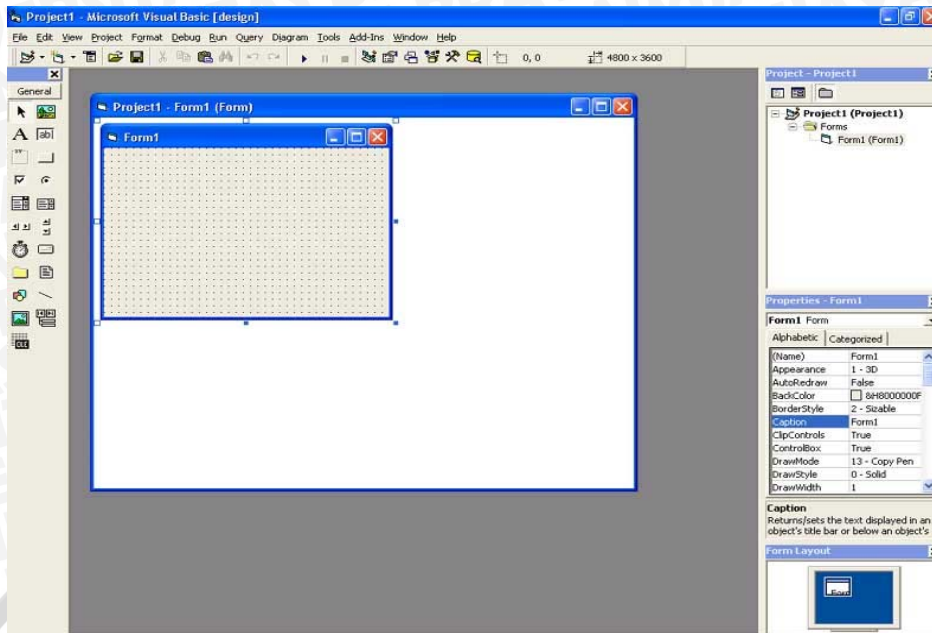 Project1 - Microsoft Visual Basic [design]
File Edit View Project Format Debug Run Query Diagram Tools Add-Ins Window Help
0, 0 4800 x 3600
General
A ab|
OLE
Project1 - Form1 (Form)
Form1
Project - Project1
Project1 (Project1)
Forms
Form1 (Form1)
Properties - Form1
Form1 Form
Alphabetic Categorized
(Name) Form1
Appearance 1 - 3D
AutoRedraw False
BackColor &H8000000F
BorderStyle 2 - Sizable
Caption Form1
ClipControls True
ControlBox True
DrawMode 13 - Copy Pen
DrawStyle 0 - Solid
DrawWidth 1
Caption
Returns/sets the text displayed in an
object's title bar or below an object's
Form Layout